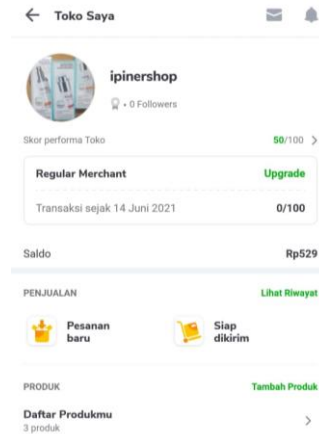 Toko Saya
ipinershop
• 0 Followers
Skor performa Toko 50/100
Regular Merchant Upgrade
Transaksi sejak 14 Juni 2021 0/100
Saldo Rp529
PENJUALAN Lihat Riwayat
Pesanan baru
Siap dikirim
PRODUK Tambah Produk
Daftar Produkmu
3 produk